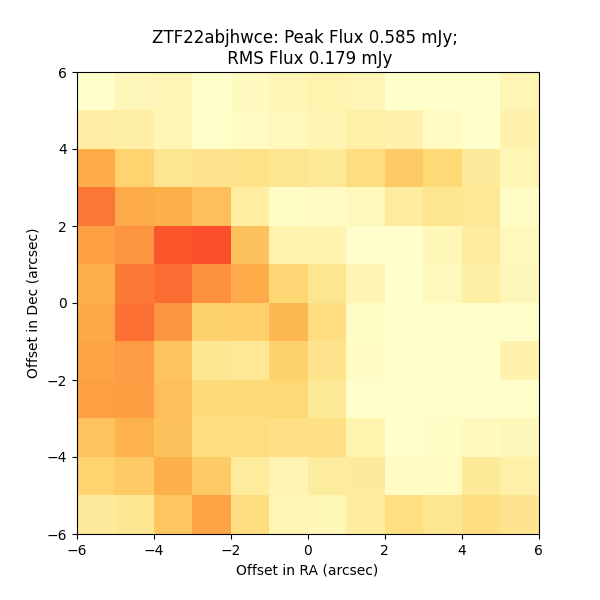 ZTF22abjhwce: Peak Flux 0.585 mJy;
RMS Flux 0.179 mJy
6
4
2
0
−2
−4
−6
Offset in Dec (arcsec)
−6 −4 −2 0 2 4 6
Offset in RA (arcsec)